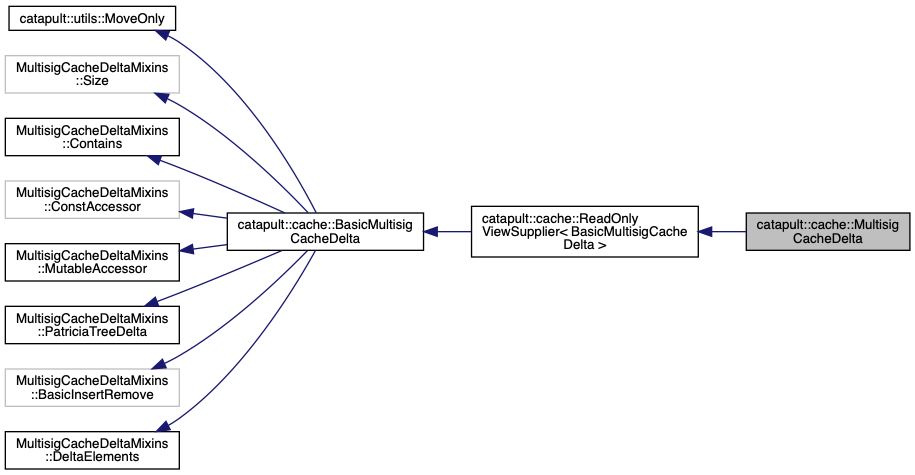 catapult::utils::MoveOnly
MultisigCacheDeltaMixins
::Size
MultisigCacheDeltaMixins
::Contains
MultisigCacheDeltaMixins
::ConstAccessor
MultisigCacheDeltaMixins
::MutableAccessor
MultisigCacheDeltaMixins
::PatriciaTreeDelta
MultisigCacheDeltaMixins
::BasicInsertRemove
MultisigCacheDeltaMixins
::DeltaElements
catapult::cache::BasicMultisig
CacheDelta
catapult::cache::ReadOnly
ViewSupplier< BasicMultisigCache
Delta >
catapult::cache::Multisig
CacheDelta